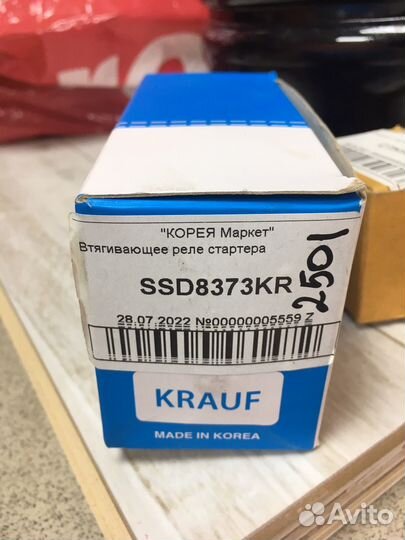 "КОРЕЯ Маркет"
Втягивающее реле стартера
SSD8373KR
2501
28.07.2022 №00000005559 Z
KRAUF
MADE IN KOREA
Avito